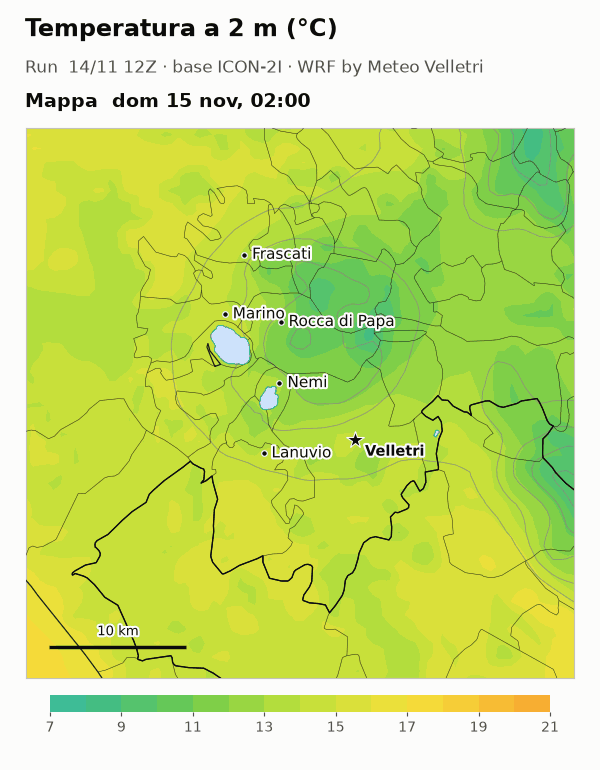 Temperatura a 2 m (°C)
Run  14/11 12Z · base ICON-2I · WRF by Meteo Velletri
Mappa  dom 15 nov, 02:00
Frascati
Marino
Rocca di Papa
Nemi
Velletri
Lanuvio
10 km
7 9 11 13 15 17 19 21